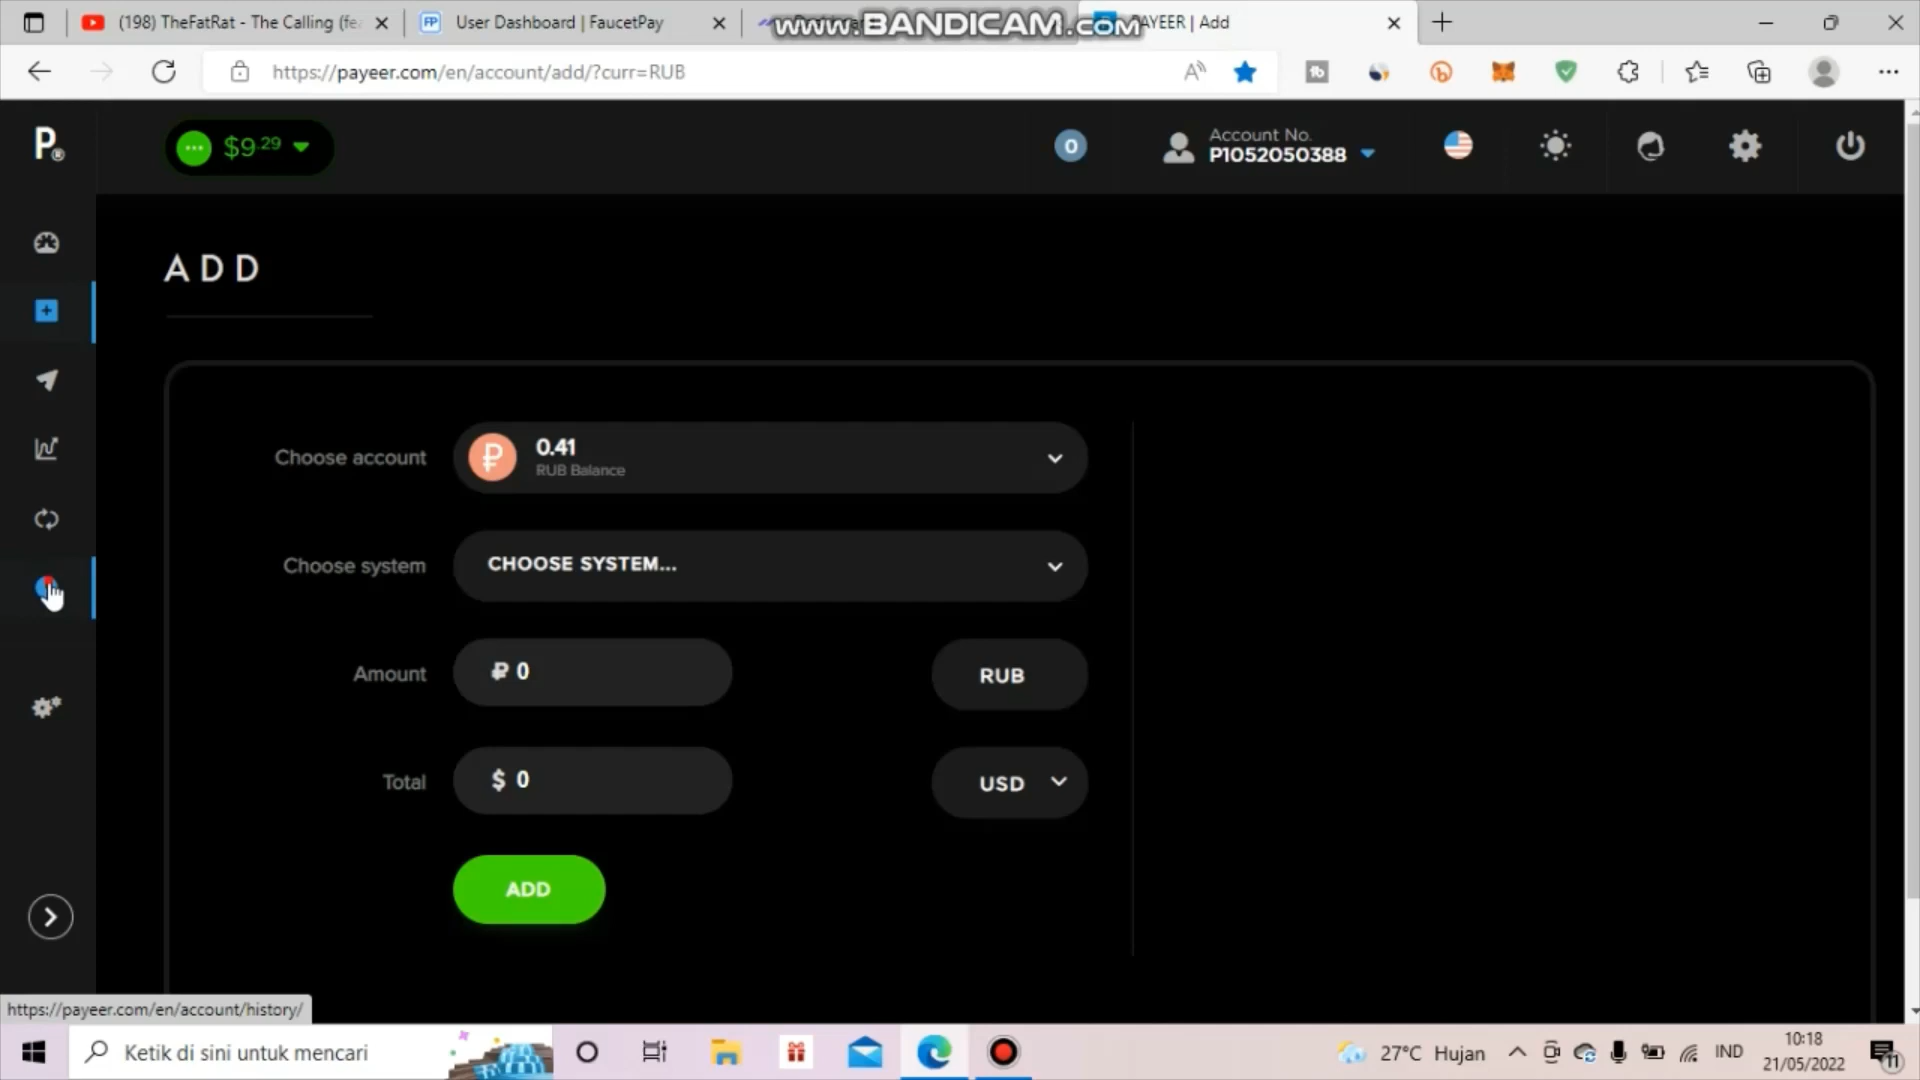 (198) TheFatRat - The Calling (fe
User Dashboard | FaucetPay
www.BANDICAM.com
PAYEER | Add
https://payeer.com/en/account/add/?curr=RUB
P®
$9.29
0
Account No.
P1052050388
ADD
Choose account
₽
0.41
RUB Balance
Choose system
CHOOSE SYSTEM...
Amount
₽ 0
RUB
Total
$ 0
USD
ADD
https://payeer.com/en/account/history/
Ketik di sini untuk mencari
27°C Hujan
IND
10:18
21/05/2022
11